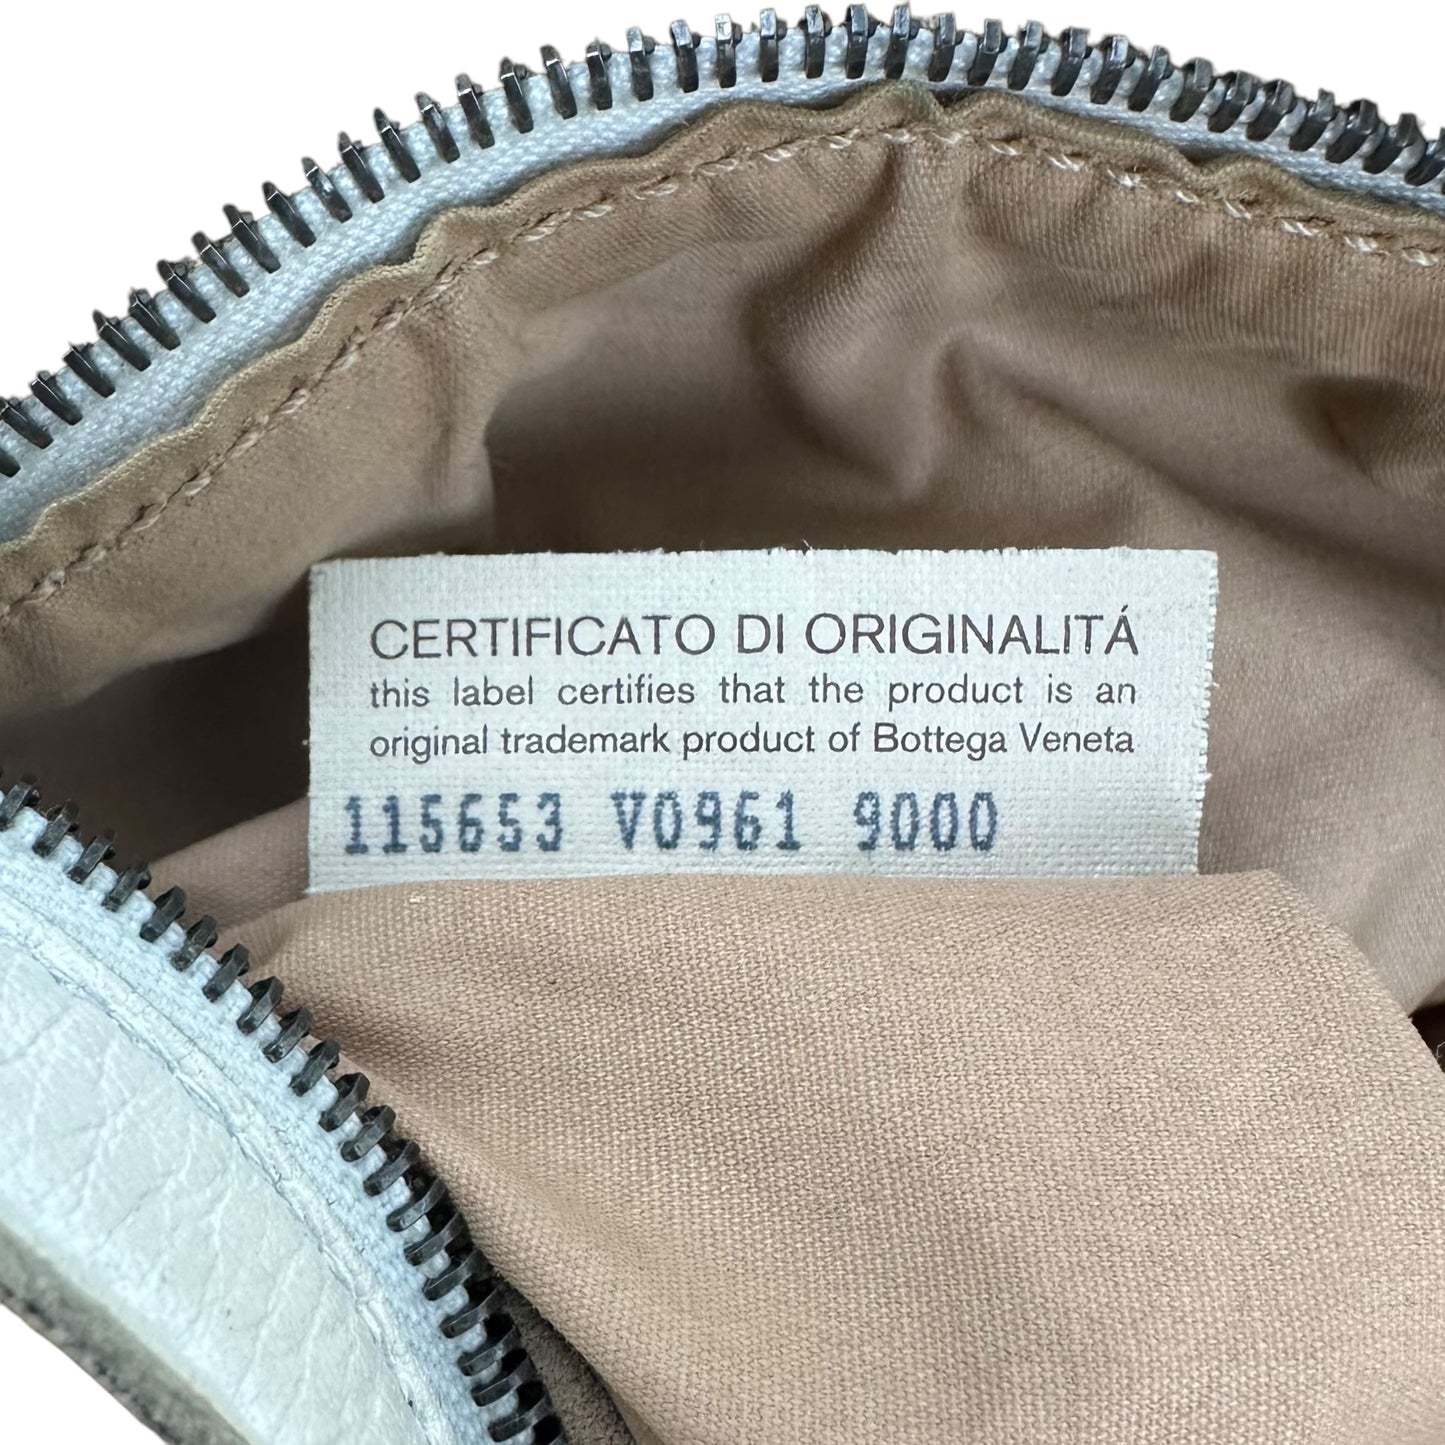 CERTIFICATO DI ORIGINALITÁ
this label certifies that the product is an
original trademark product of Bottega Veneta
115653 V0961 9000